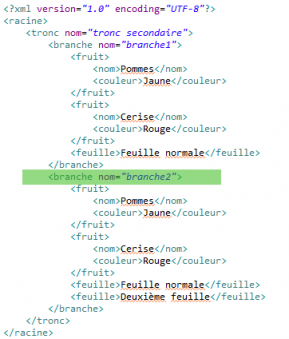 <?xml version="1.0" encoding="UTF-8"?>
<racine>
<tronc nom="tronc secondaire">
<branche nom="branche1">
<fruit>
<nom>Pommes</nom>
<couleur>Jaune</couleur>
</fruit>
<fruit>
<nom>Cerise</nom>
<couleur>Rouge</couleur>
</fruit>
<feuille>Feuille normale</feuille>
</branche>
<branche nom="branche2">
<fruit>
<nom>Pommes</nom>
<couleur>Jaune</couleur>
</fruit>
<fruit>
<nom>Cerise</nom>
<couleur>Rouge</couleur>
</fruit>
<feuille>Feuille normale</feuille>
<feuille>Deuxième feuille</feuille>
</branche>
</tronc>
</racine>